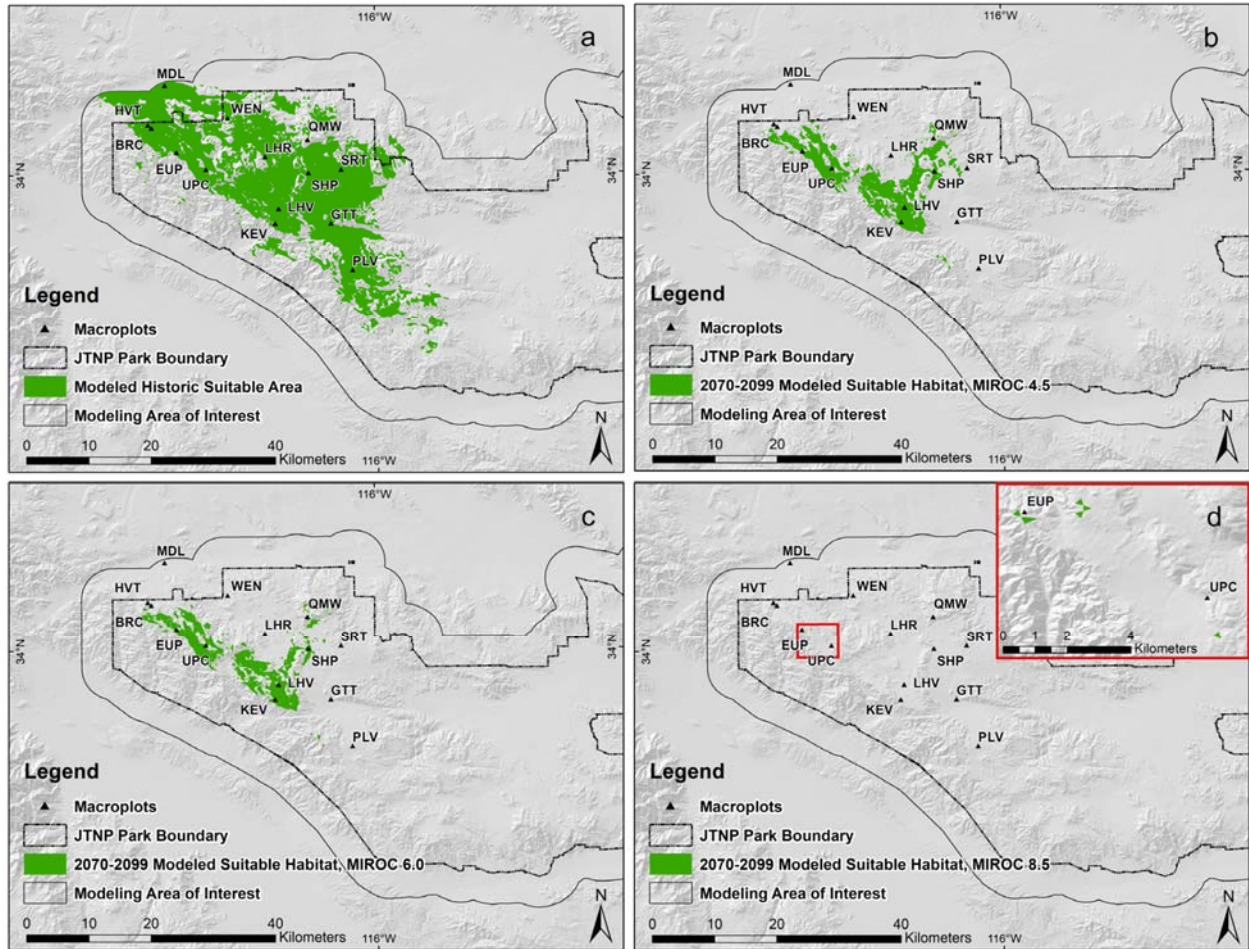 116°W
a
MDL
HVT
WEN
QMW
BRC
LHR
SRT
EUP
SHP
UPC
34°N
LHV
GTT
KEV
PLV
Legend
Macroplots
JTNP Park Boundary
Modeled Historic Suitable Area
Modeling Area of Interest
N
0 10 20 40
Kilometers
116°W
116°W
b
MDL
HVT
WEN
QMW
BRC
LHR
SRT
EUP
SHP
UPC
34°N
LHV
GTT
KEV
PLV
Legend
Macroplots
JTNP Park Boundary
2070-2099 Modeled Suitable Habitat, MIROC 4.5
Modeling Area of Interest
N
0 10 20 40
Kilometers
116°W
116°W
c
MDL
HVT
WEN
QMW
BRC
LHR
SRT
EUP
34°N
UPC
SHP
LHV
GTT
KEV
PLV
Legend
Macroplots
JTNP Park Boundary
2070-2099 Modeled Suitable Habitat, MIROC 6.0
Modeling Area of Interest
N
0 10 20 40
Kilometers
116°W
d
EUP
UPC
0 1 2 4
Kilometers
MDL
HVT
WEN
QMW
BRC
LHR
SRT
EUP
34°N
UPC
SHP
LHV
GTT
KEV
PLV
Legend
Macroplots
JTNP Park Boundary
2070-2099 Modeled Suitable Habitat, MIROC 8.5
Modeling Area of Interest
N
0 10 20 40
Kilometers
116°W